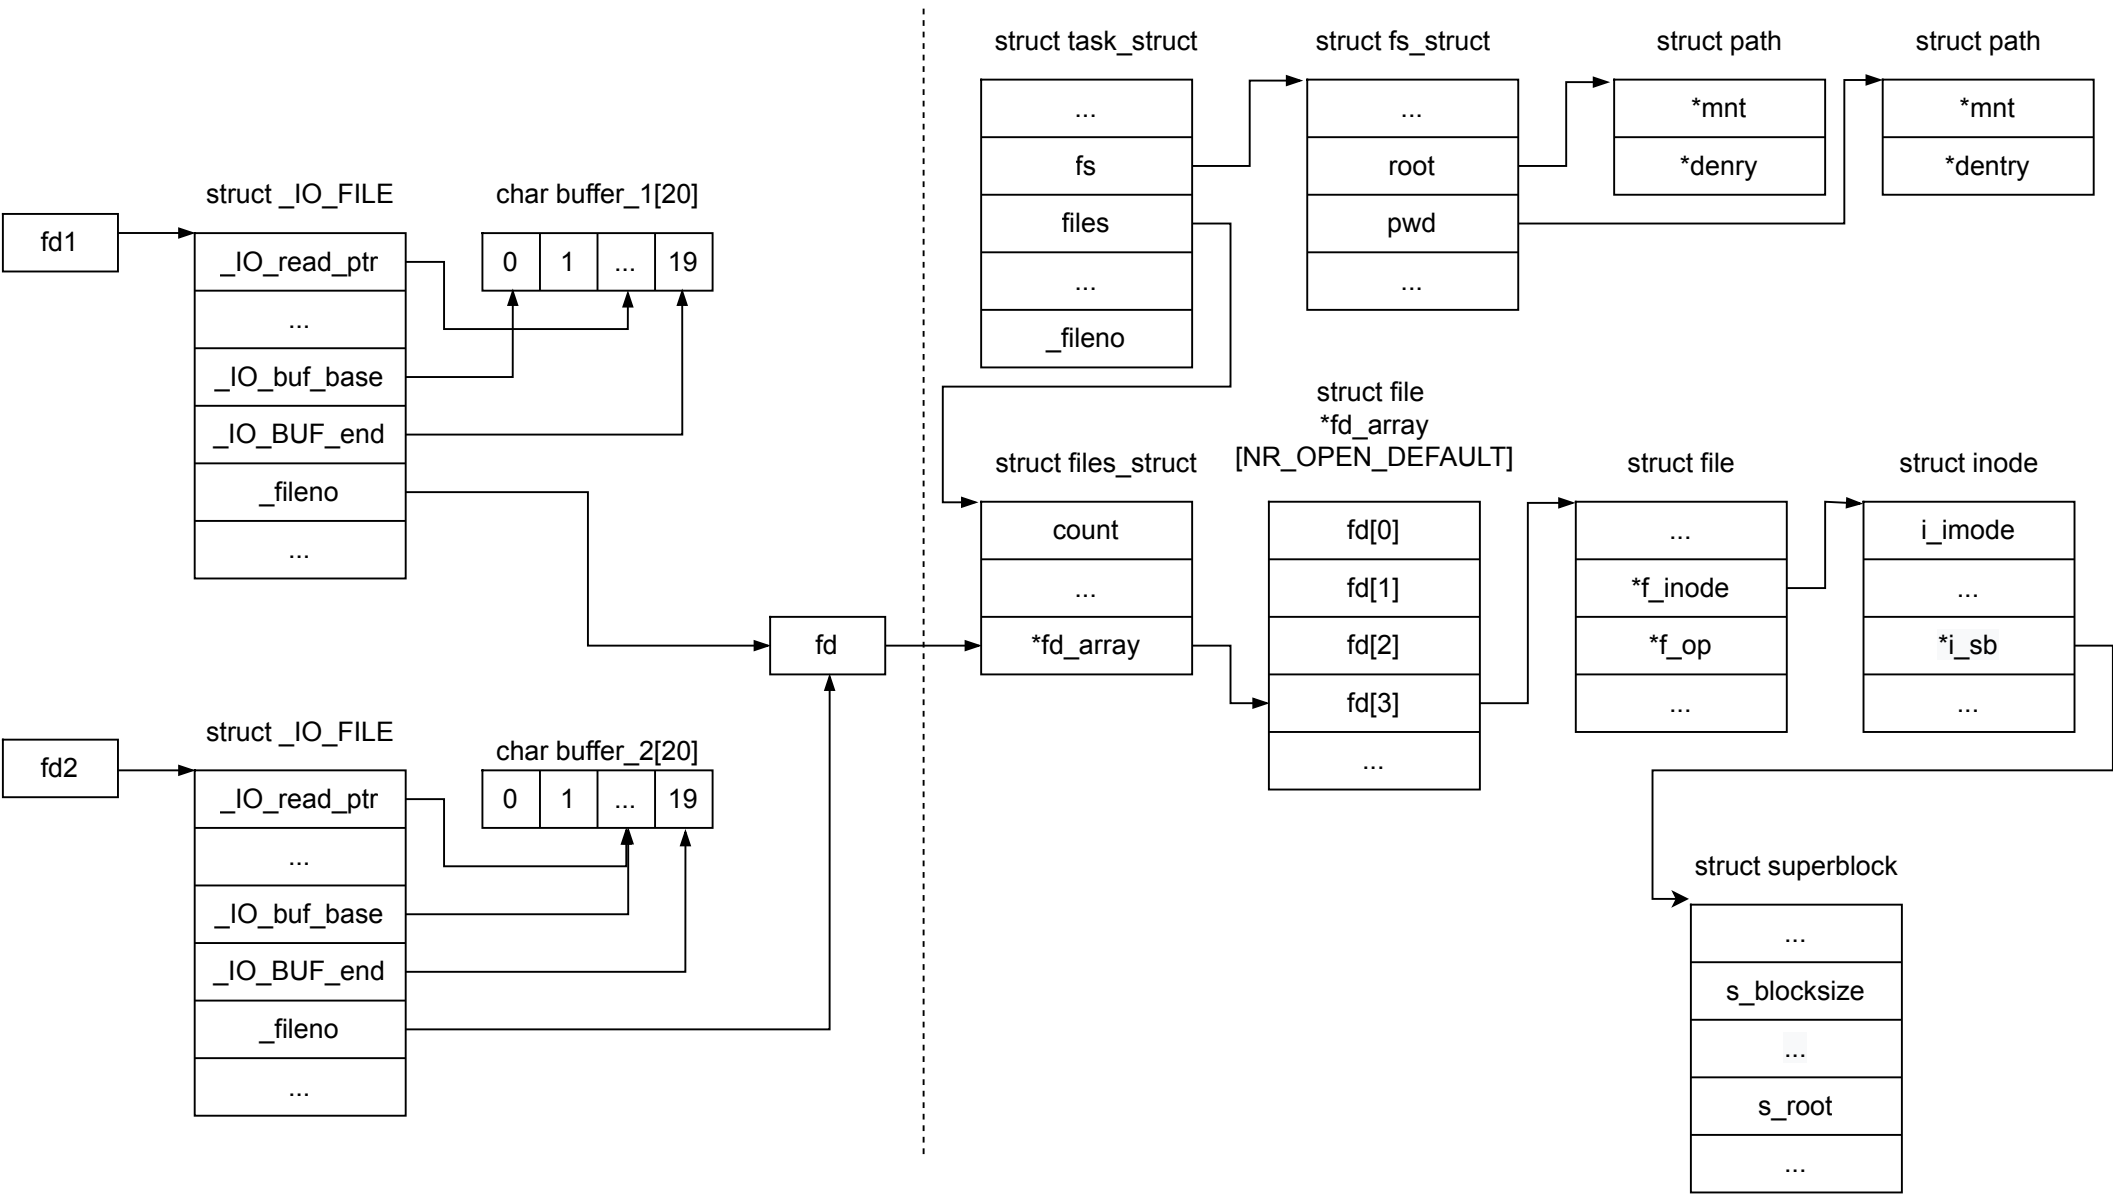 struct _IO_FILE
char buffer_1[20]
fd1
_IO_read_ptr
0 1 ... 19
...
_IO_buf_base
_IO_BUF_end
_fileno
...
fd
struct _IO_FILE
char buffer_2[20]
fd2
_IO_read_ptr
0 1 ... 19
...
_IO_buf_base
_IO_BUF_end
_fileno
...
struct task_struct
...
fs
files
...
_fileno
struct fs_struct
...
root
pwd
...
struct path
*mnt
*denry
struct path
*mnt
*dentry
struct files_struct
count
...
*fd_array
struct file
*fd_array
[NR_OPEN_DEFAULT]
fd[0]
fd[1]
fd[2]
fd[3]
...
struct file
...
*f_inode
*f_op
...
struct inode
i_imode
...
*i_sb
...
struct superblock
...
s_blocksize
...
s_root
...